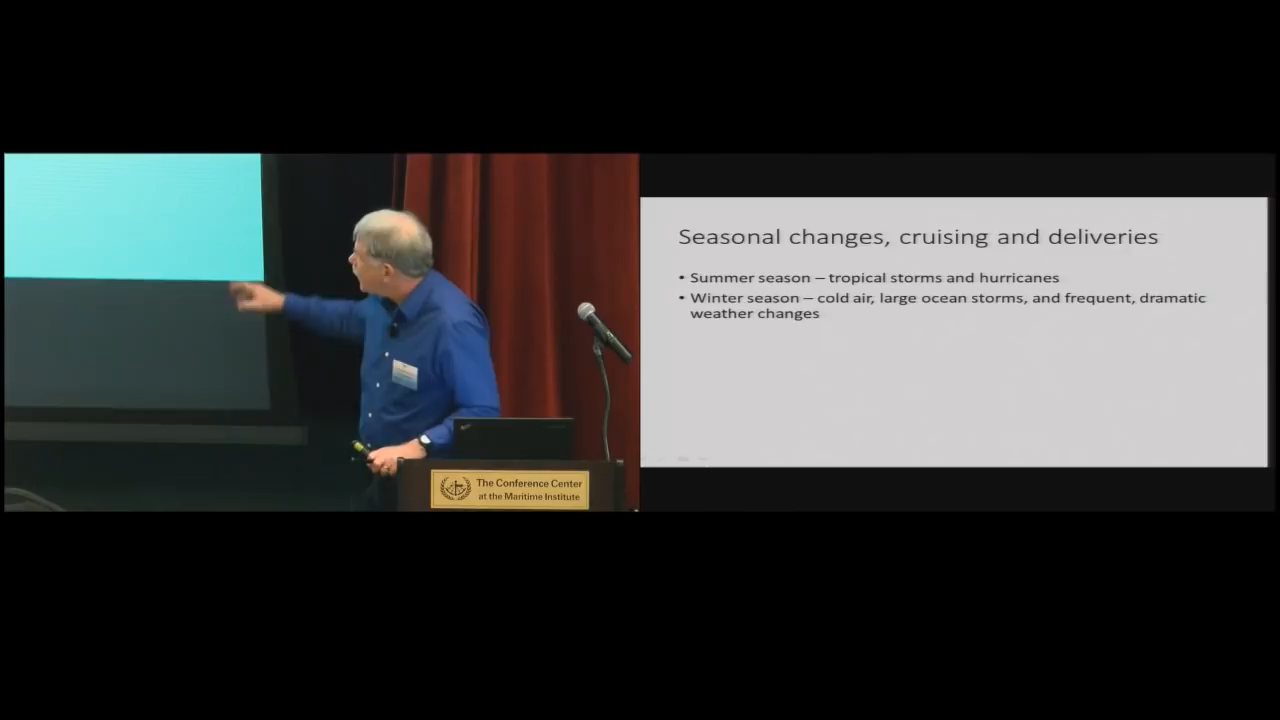 The Conference Center
at the Maritime Institute
Seasonal changes, cruising and deliveries
• Summer season – tropical storms and hurricanes
• Winter season – cold air, large ocean storms, and frequent, dramatic
weather changes